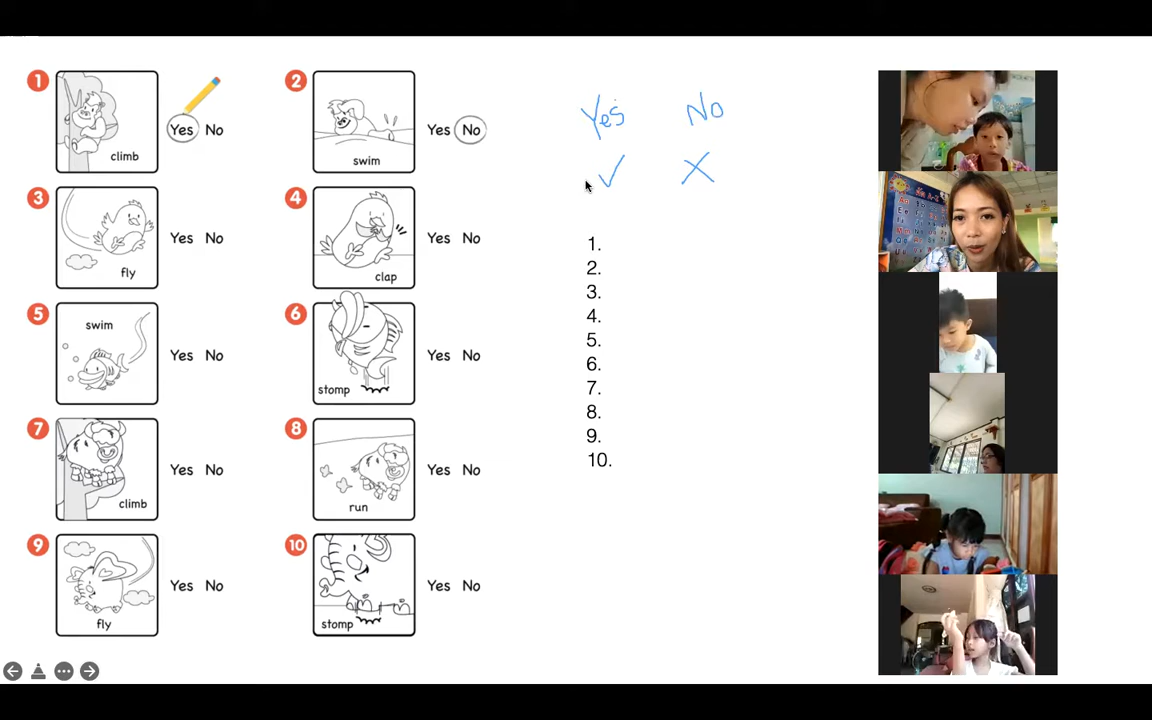 1
climb
Yes No
2
swim
Yes No
3
fly
Yes No
4
clap
Yes No
5
swim
Yes No
6
stomp
Yes No
7
climb
Yes No
8
run
Yes No
9
fly
Yes No
10
stomp
Yes No
Yes No
✓ X
1.
2.
3.
4.
5.
6.
7.
8.
9.
10.